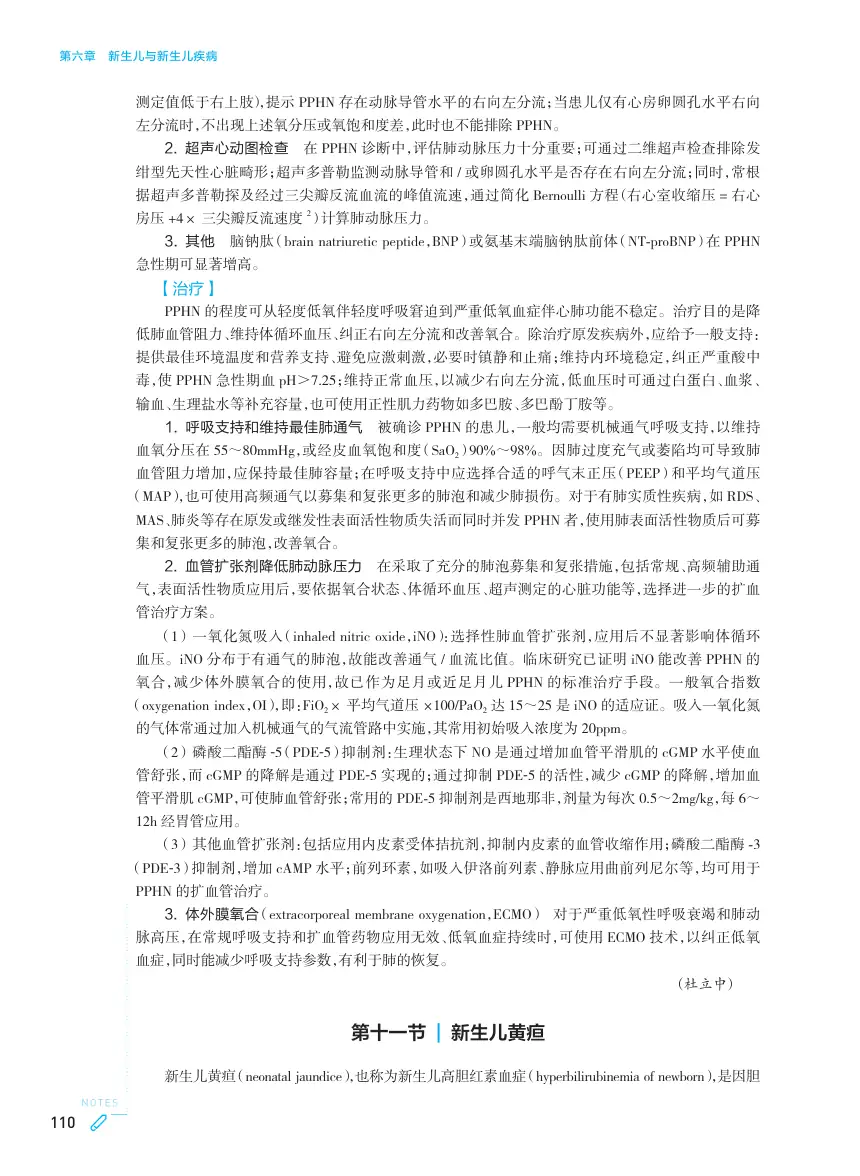 第六章 新生儿与新生儿疾病
测定值低于右上肢),提示 PPHN 存在动脉导管水平的右向左分流;当患儿仅有心房卵圆孔水平右向
左分流时,不出现上述氧分压或氧饱和度差,此时也不能排除 PPHN。
2. 超声心动图检查 在 PPHN 诊断中,评估肺动脉压力十分重要;可通过二维超声检查排除发
绀型先天性心脏畸形;超声多普勒监测动脉导管和 / 或卵圆孔水平是否存在右向左分流;同时,常根
据超声多普勒探及经过三尖瓣反流血流的峰值流速,通过简化 Bernoulli 方程(右心室收缩压 = 右心
房压 +4 × 三尖瓣反流速度²)计算肺动脉压力。
3. 其他 脑钠肽(brain natriuretic peptide,BNP)或氨基末端脑钠肽前体(NT-proBNP)在 PPHN
急性期可显著增高。
【治疗】
PPHN 的程度可从轻度低氧伴轻度呼吸窘迫到严重低氧血症伴心肺功能不稳定。治疗目的是降
低肺血管阻力、维持体循环血压、纠正右向左分流和改善氧合。除治疗原发疾病外,应给予一般支持:
提供最佳环境温度和营养支持、避免应激刺激,必要时镇静和止痛;维持内环境稳定,纠正严重酸中
毒,使 PPHN 急性期血 pH>7.25;维持正常血压,以减少右向左分流,低血压时可通过白蛋白、血浆、
输血、生理盐水等补充容量,也可使用正性肌力药物如多巴胺、多巴酚丁胺等。
1. 呼吸支持和维持最佳肺通气 被确诊 PPHN 的患儿,一般均需要机械通气呼吸支持,以维持
血氧分压在 55~80mmHg,或经皮血氧饱和度(SaO₂)90%~98%。因肺过度充气或萎陷均可导致肺
血管阻力增加,应保持最佳肺容量;在呼吸支持中应选择合适的呼气末正压(PEEP)和平均气道压
(MAP),也可使用高频通气以募集和复张更多的肺泡和减少肺损伤。对于有肺实质性疾病,如 RDS、
MAS、肺炎等存在原发或继发性表面活性物质失活而同时并发 PPHN 者,使用肺表面活性物质后可募
集和复张更多的肺泡,改善氧合。
2. 血管扩张剂降低肺动脉压力 在采取了充分的肺泡募集和复张措施,包括常规、高频辅助通
气,表面活性物质应用后,要依据氧合状态、体循环血压、超声测定的心脏功能等,选择进一步的扩血
管治疗方案。
(1)一氧化氮吸入(inhaled nitric oxide,iNO):选择性肺血管扩张剂,应用后不显著影响体循环
血压。iNO 分布于有通气的肺泡,故能改善通气 / 血流比值。临床研究已证明 iNO 能改善 PPHN 的
氧合,减少体外膜氧合的使用,故已作为足月或近足月儿 PPHN 的标准治疗手段。一般氧合指数
(oxygenation index,OI),即:FiO₂ × 平均气道压 ×100/PaO₂ 达 15~25 是 iNO 的适应证。吸入一氧化氮
的气体常通过加入机械通气的气流管路中实施,其常用初始吸入浓度为 20ppm。
(2)磷酸二酯酶 -5(PDE-5)抑制剂:生理状态下 NO 是通过增加血管平滑肌的 cGMP 水平使血
管舒张,而 cGMP 的降解是通过 PDE-5 实现的;通过抑制 PDE-5 的活性,减少 cGMP 的降解,增加血
管平滑肌 cGMP,可使肺血管舒张;常用的 PDE-5 抑制剂是西地那非,剂量为每次 0.5~2mg/kg,每 6~
12h 经胃管应用。
(3)其他血管扩张剂:包括应用内皮素受体拮抗剂,抑制内皮素的血管收缩作用;磷酸二酯酶 -3
(PDE-3)抑制剂,增加 cAMP 水平;前列环素,如吸入伊洛前列素、静脉应用曲前列尼尔等,均可用于
PPHN 的扩血管治疗。
3. 体外膜氧合(extracorporeal membrane oxygenation,ECMO) 对于严重低氧性呼吸衰竭和肺动
脉高压,在常规呼吸支持和扩血管药物应用无效、低氧血症持续时,可使用 ECMO 技术,以纠正低氧
血症,同时能减少呼吸支持参数,有利于肺的恢复。
(杜立中)
第十一节 | 新生儿黄疸
新生儿黄疸(neonatal jaundice),也称为新生儿高胆红素血症(hyperbilirubinemia of newborn),是因胆
NOTES
110